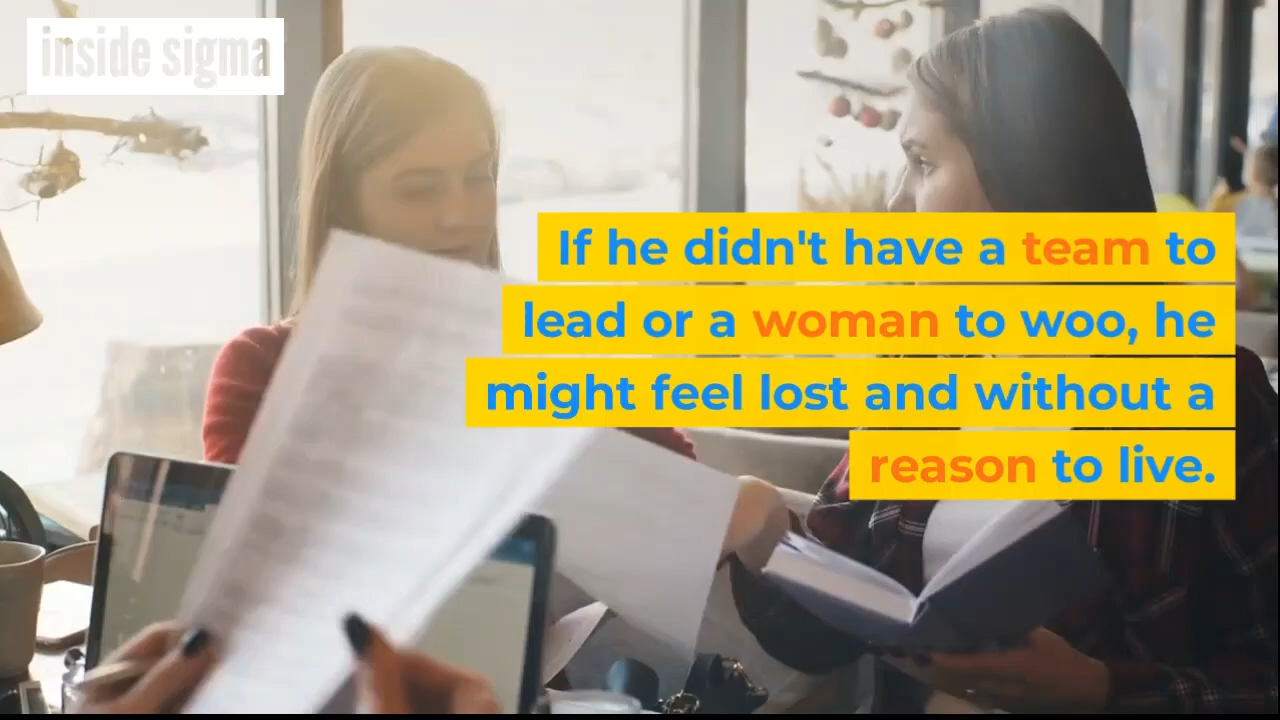 inside sigma
If he didn't have a team to
lead or a woman to woo, he
might feel lost and without a
reason to live.